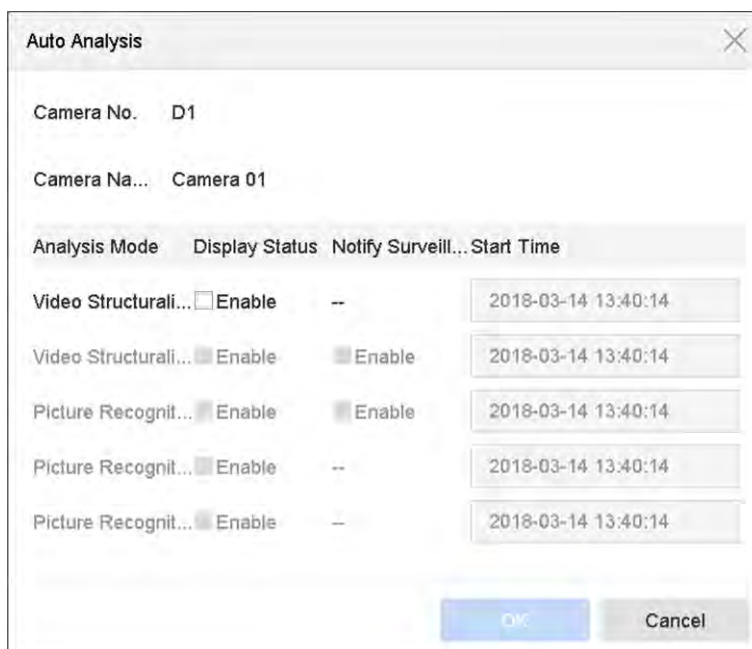 Auto Analysis
Camera No. D1
Camera Na... Camera 01
Analysis Mode Display Status Notify Surveill... Start Time
Video Structurali... Enable -- 2018-03-14 13:40:14
Video Structurali... Enable Enable 2018-03-14 13:40:14
Picture Recognit... Enable Enable 2018-03-14 13:40:14
Picture Recognit... Enable -- 2018-03-14 13:40:14
Picture Recognit... Enable -- 2018-03-14 13:40:14
OK Cancel